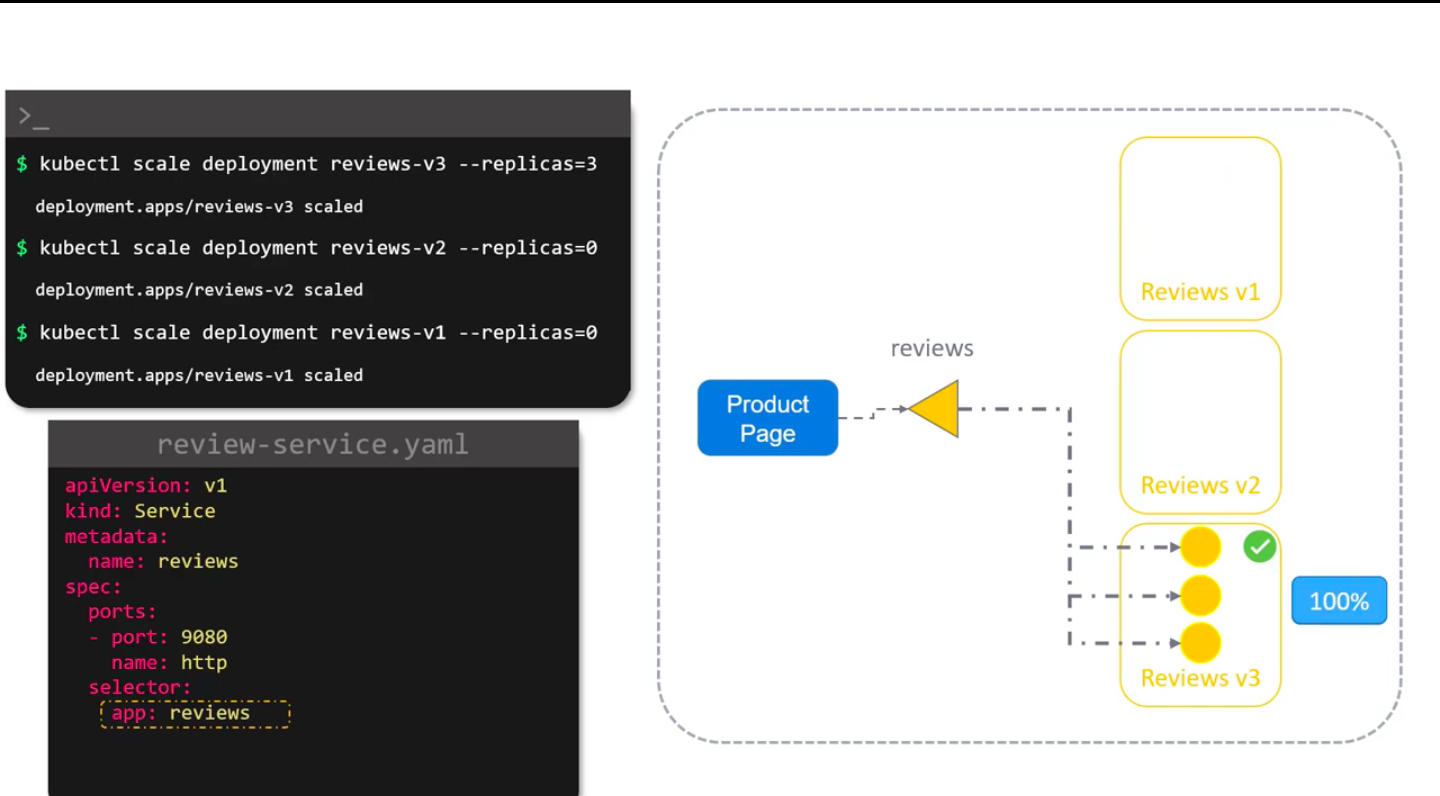 >_
$ kubectl scale deployment reviews-v3 --replicas=3
deployment.apps/reviews-v3 scaled
$ kubectl scale deployment reviews-v2 --replicas=0
deployment.apps/reviews-v2 scaled
$ kubectl scale deployment reviews-v1 --replicas=0
deployment.apps/reviews-v1 scaled
review-service.yaml
apiVersion: v1
kind: Service
metadata:
  name: reviews
spec:
  ports:
  - port: 9080
    name: http
  selector:
    app: reviews
Product
Page
reviews
Reviews v1
Reviews v2
Reviews v3
100%